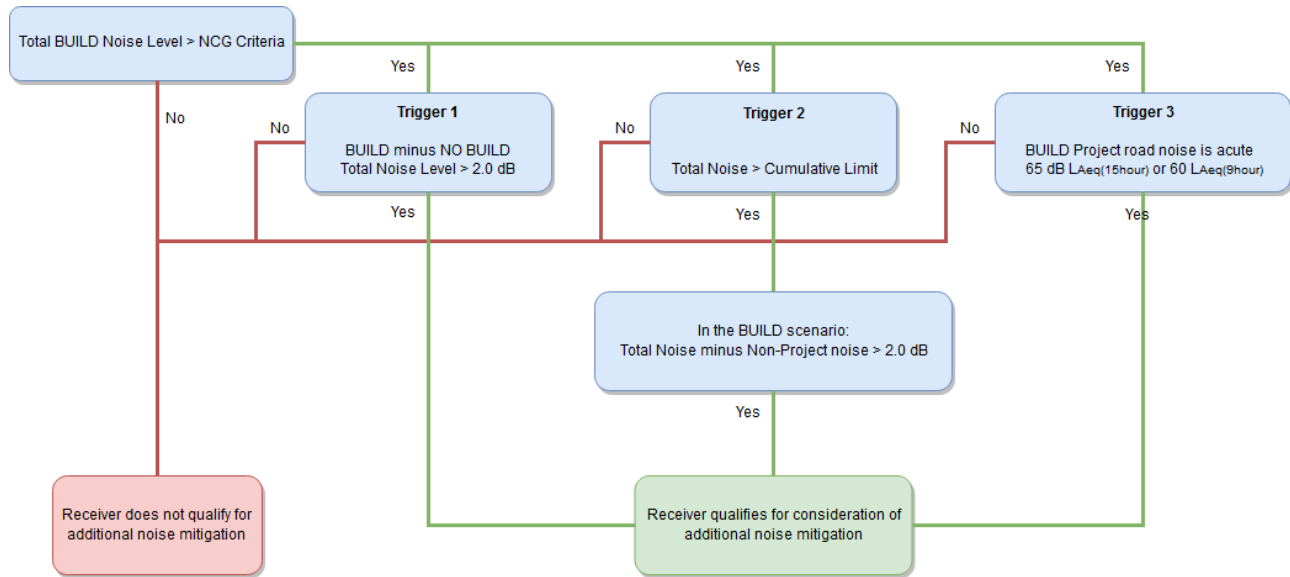 Total BUILD Noise Level > NCG Criteria
Yes
Yes
Yes
No
No
Trigger 1
BUILD minus NO BUILD
Total Noise Level > 2.0 dB
No
Trigger 2
Total Noise > Cumulative Limit
No
Trigger 3
BUILD Project road noise is acute
65 dB LAeq(15hour) or 60 LAeq(9hour)
Yes
Yes
Yes
In the BUILD scenario:
Total Noise minus Non-Project noise > 2.0 dB
Yes
Receiver does not qualify for
additional noise mitigation
Receiver qualifies for consideration of
additional noise mitigation